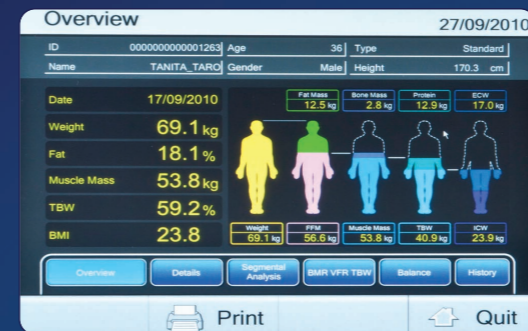 Overview 27/09/2010
ID 0000000000001263 Age 36 Type Standard
Name TANITA_TARO Gender Male Height 170.3 cm
Date 17/09/2010
Weight 69.1 kg
Fat 18.1 %
Muscle Mass 53.8 kg
TBW 59.2 %
BMI 23.8
Fat Mass 12.5 kg
Bone Mass 2.8 kg
Protein 12.9 kg
ECW 17.0 kg
Weight 69.1 kg
FFM 56.6 kg
Muscle Mass 53.8 kg
TBW 40.9 kg
ICW 23.9 kg
Overview Details Segmental Analysis BMR VFR TBW Balance History
Print Quit